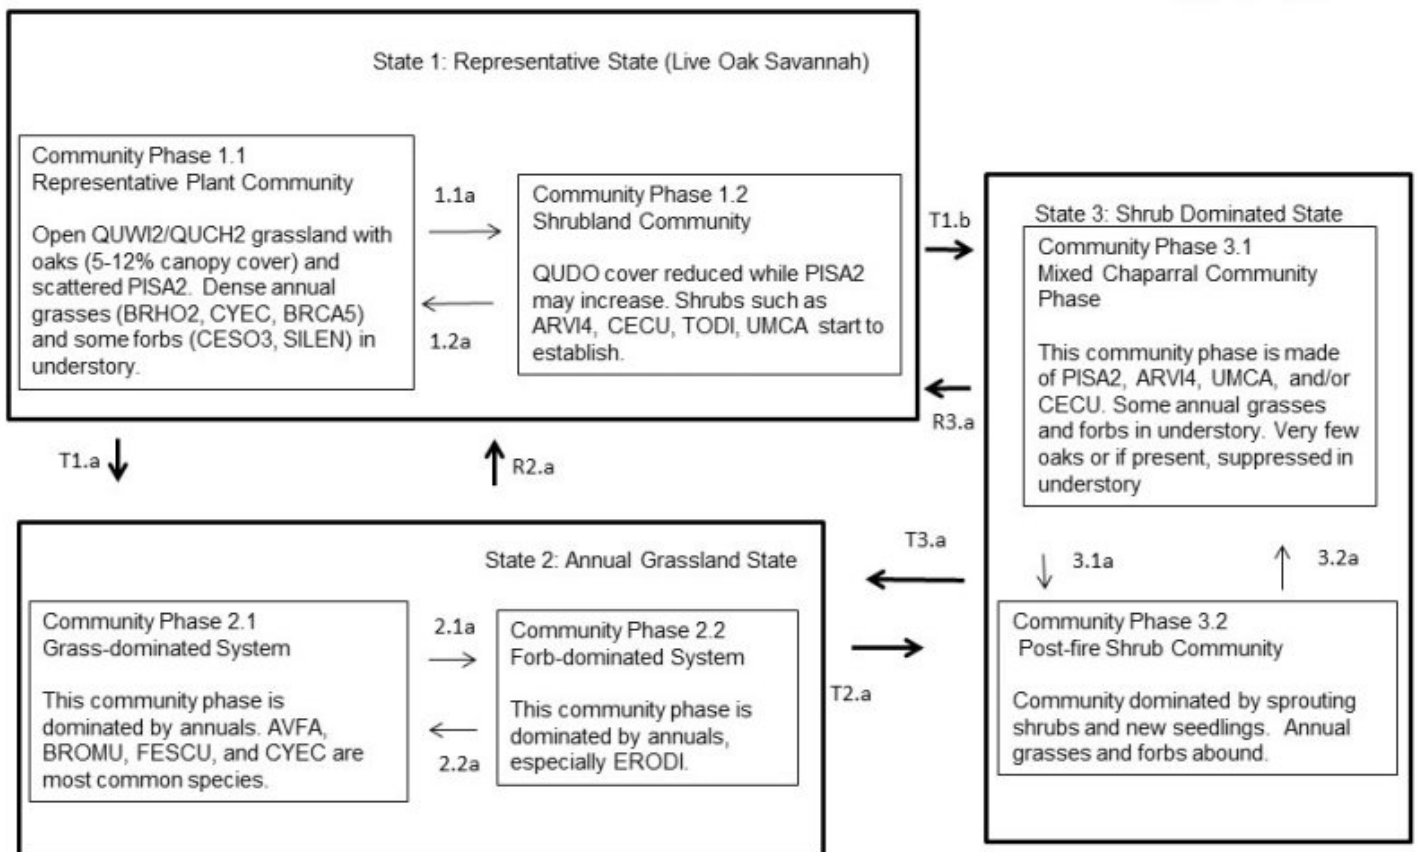 State 1: Representative State (Live Oak Savannah)
Community Phase 1.1
Representative Plant Community
Open QUWI2/QUCH2 grassland with
oaks (5-12% canopy cover) and
scattered PISA2. Dense annual
grasses (BRHO2, CYEC, BRCA5)
and some forbs (CESO3, SILEN) in
understory.
1.1a
1.2a
Community Phase 1.2
Shrubland Community
QUDO cover reduced while PISA2
may increase. Shrubs such as
ARVI4, CECU, TODI, UMCA start to
establish.
T1.b
R3.a
T1.a
R2.a
State 3: Shrub Dominated State
Community Phase 3.1
Mixed Chaparral Community
Phase
This community phase is made
of PISA2, ARVI4, UMCA, and/or
CECU. Some annual grasses
and forbs in understory. Very few
oaks or if present, suppressed in
understory
3.1a
3.2a
Community Phase 3.2
Post-fire Shrub Community
Community dominated by sprouting
shrubs and new seedlings. Annual
grasses and forbs abound.
T3.a
T2.a
State 2: Annual Grassland State
Community Phase 2.1
Grass-dominated System
This community phase is
dominated by annuals. AVFA,
BROMU, FESCU, and CYEC are
most common species.
2.1a
2.2a
Community Phase 2.2
Forb-dominated System
This community phase is
dominated by annuals,
especially ERODI.